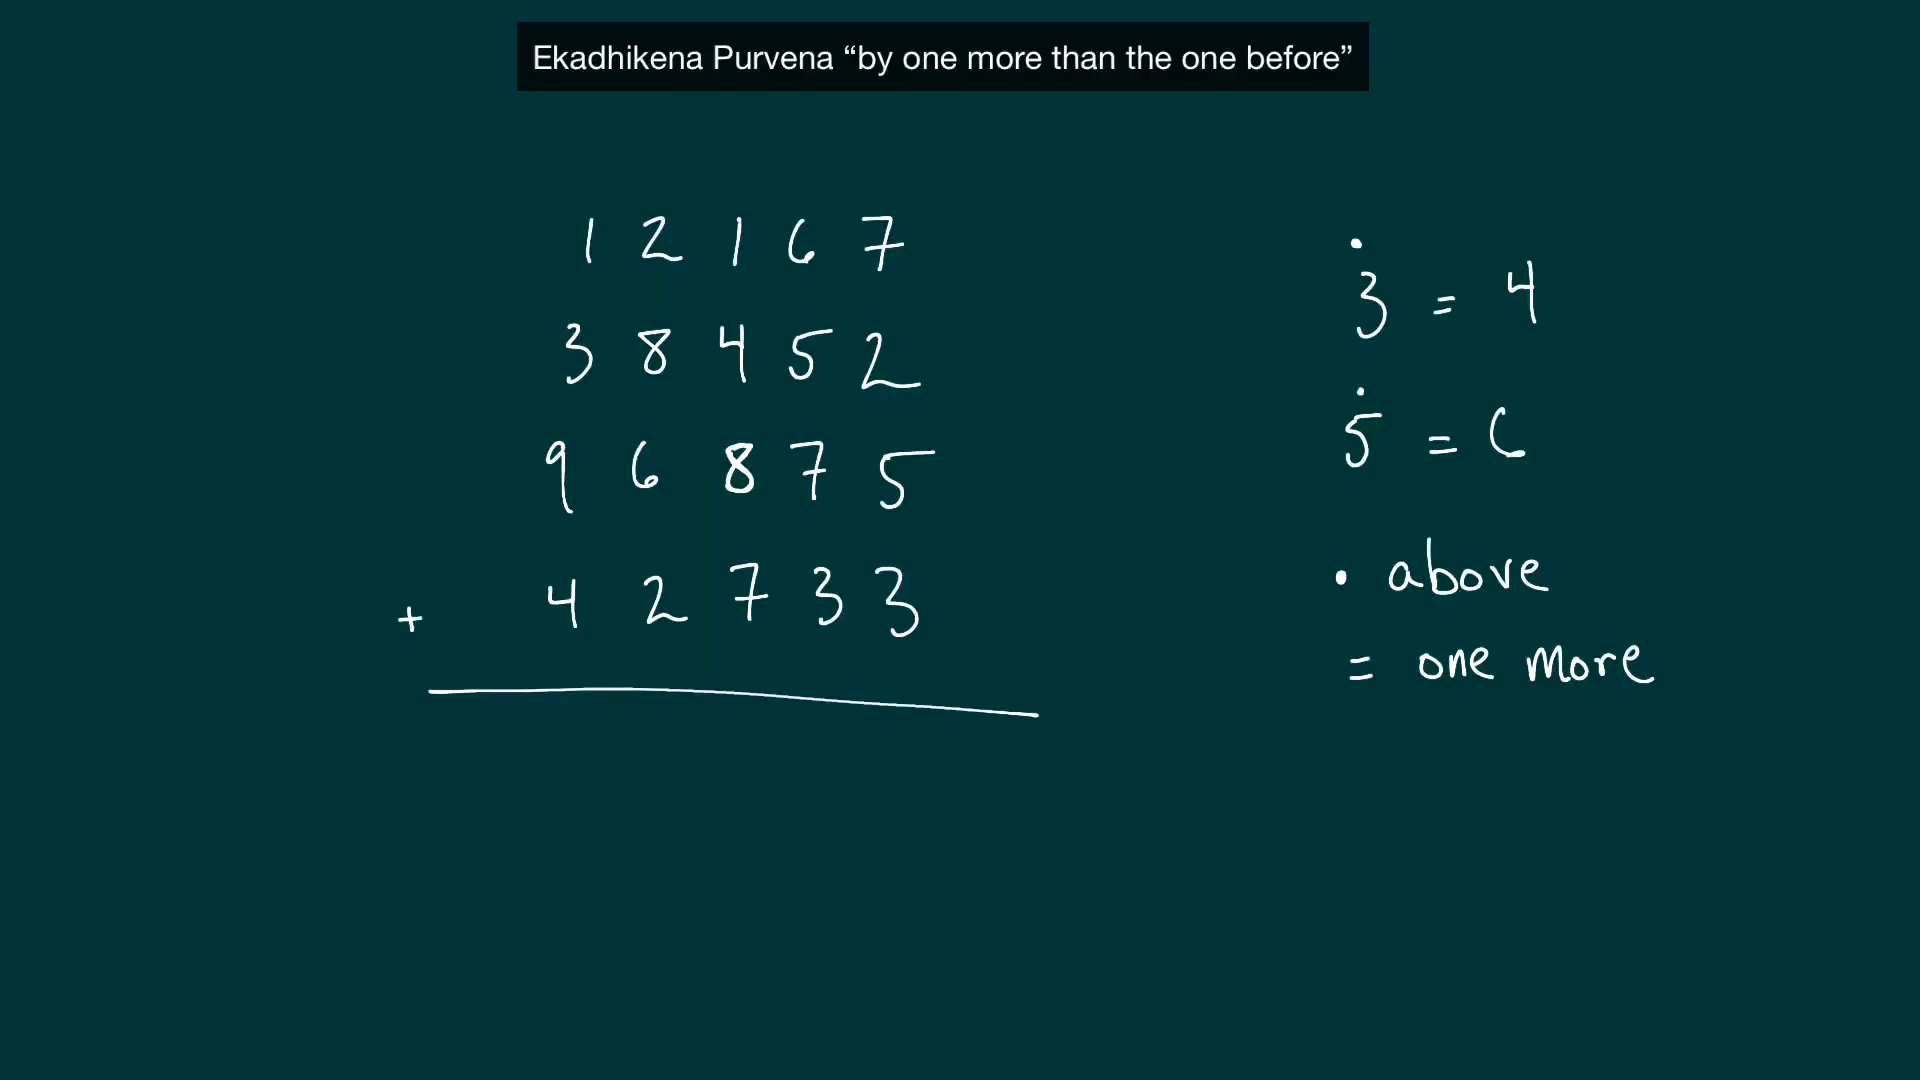 Ekadhikena Purvena “by one more than the one before”
1 2 1 6 7
3 8 4 5 2
9 6 8 7 5
+ 4 2 7 3 3
3̇ = 4
5̇ = 6
• above
= one more